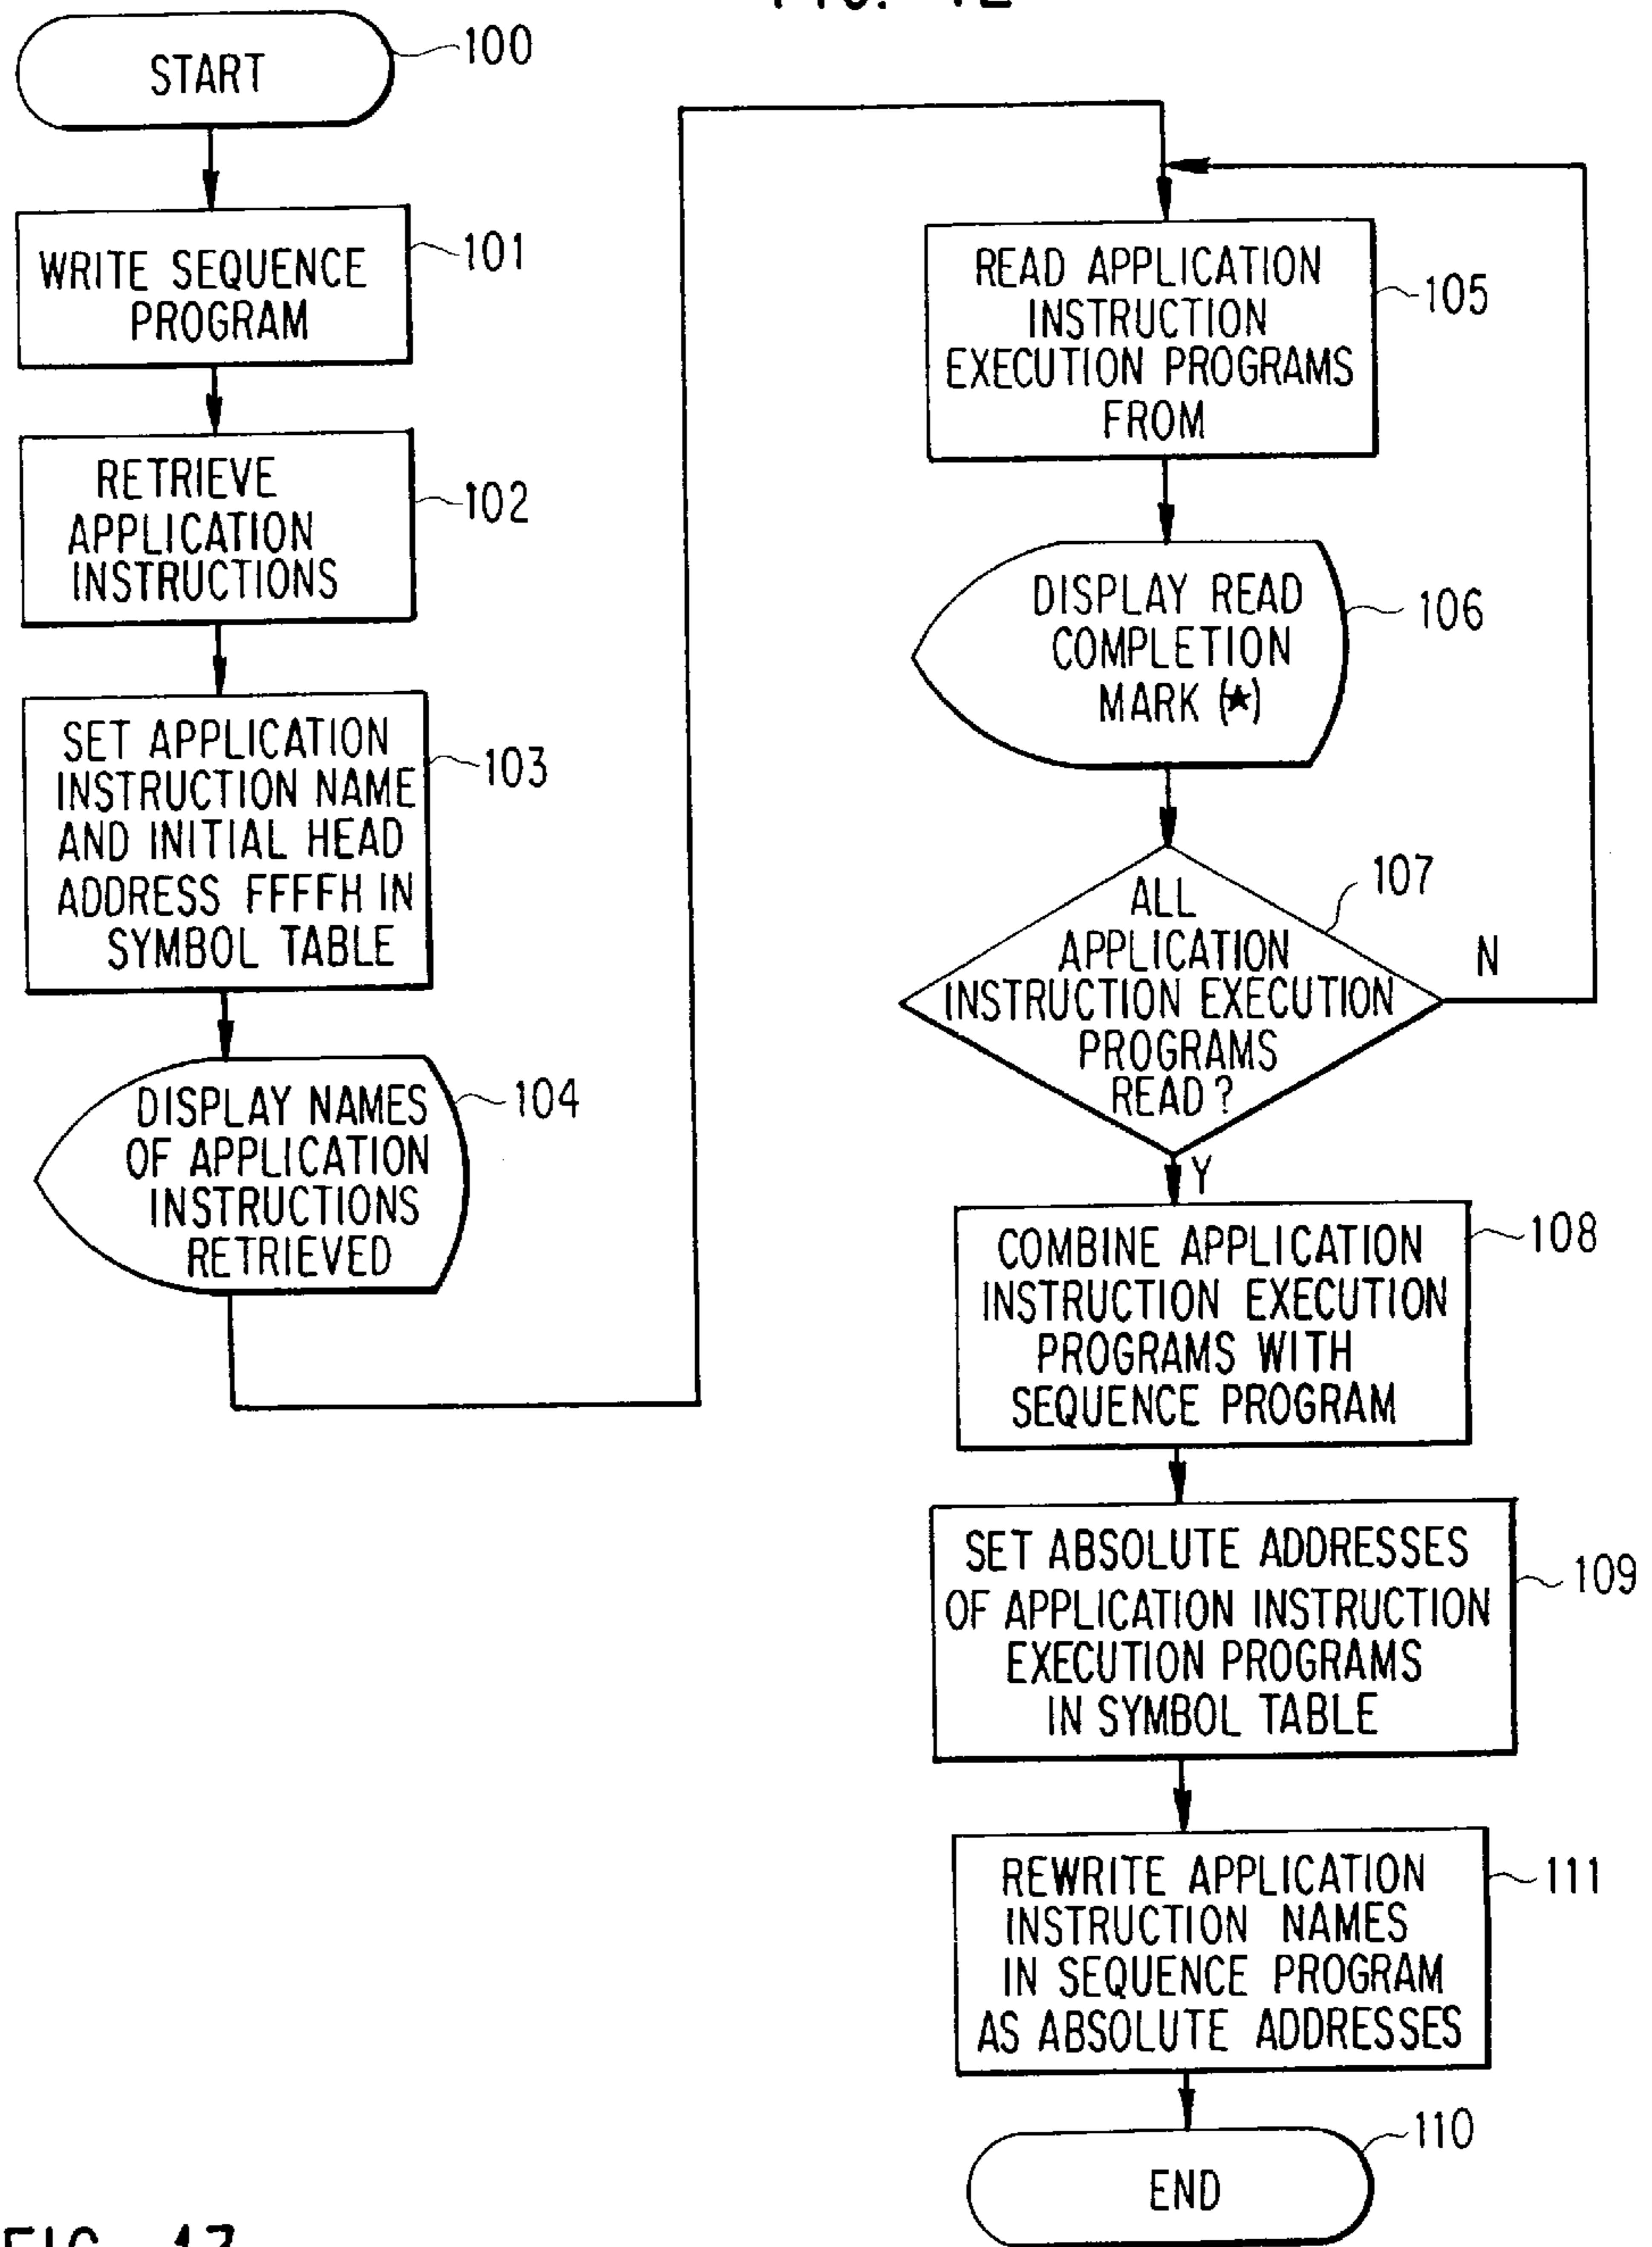 START
100
WRITE SEQUENCE
PROGRAM
101
RETRIEVE
APPLICATION
INSTRUCTIONS
102
SET APPLICATION
INSTRUCTION NAME
AND INITIAL HEAD
ADDRESS FFFFH IN
SYMBOL TABLE
103
DISPLAY NAMES
OF APPLICATION
INSTRUCTIONS
RETRIEVED
104
READ APPLICATION
INSTRUCTION
EXECUTION PROGRAMS
FROM
105
DISPLAY READ
COMPLETION
MARK (★)
106
ALL
APPLICATION
INSTRUCTION EXECUTION
PROGRAMS
READ?
107
N
Y
COMBINE APPLICATION
INSTRUCTION EXECUTION
PROGRAMS WITH
SEQUENCE PROGRAM
108
SET ABSOLUTE ADDRESSES
OF APPLICATION INSTRUCTION
EXECUTION PROGRAMS
IN SYMBOL TABLE
109
REWRITE APPLICATION
INSTRUCTION NAMES
IN SEQUENCE PROGRAM
AS ABSOLUTE ADDRESSES
111
END
110